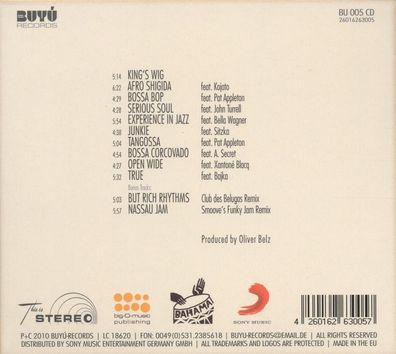 BUYÚ
RECORDS
BU 005 CD
26016263005
5:14 KING'S WIG
6:22 AFRO SHIGIDA feat. Kojato
4:29 BOSSA BOP feat. Pat Appleton
4:28 SERIOUS SOUL feat. John Turrell
5:54 EXPERIENCE IN JAZZ feat. Bella Wagner
4:38 JUNKIE feat. Sitzka
5:04 TANGOSSA feat. Pat Appleton
4:54 BOSSA CORCOVADO feat. A. Secret
4:27 OPEN WIDE feat. Xantoné Blacq
5:32 TRUE feat. Bajka
Bonus Tracks:
5:03 BUT RICH RHYTHMS Club des Belugas Remix
5:57 NASSAU JAM Smoove's Funky Jam Remix
Produced by Oliver Belz
This is
STEREO
big-O-music
publishing
BAHAMA
SONY MUSIC
4 260162 630057
P+C 2010 BUYÚ-RECORDS | LC 18620 | FON: 0049(0)531.2385618 | BUYU-RECORDS@EMAIL.DE | ALL RIGHTS RESERVED
DISTRIBUTED BY SONY MUSIC ENTERTAINMENT GERMANY GMBH | ALL TRADEMARKS AND LOGOS ARE PROTECTED | MADE IN THE EU